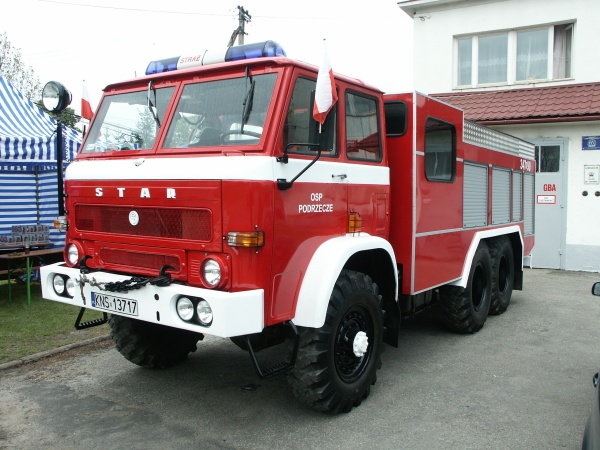 STRAŻ
STAR
OSP
PODRZECZE
KNS 13717
GBA